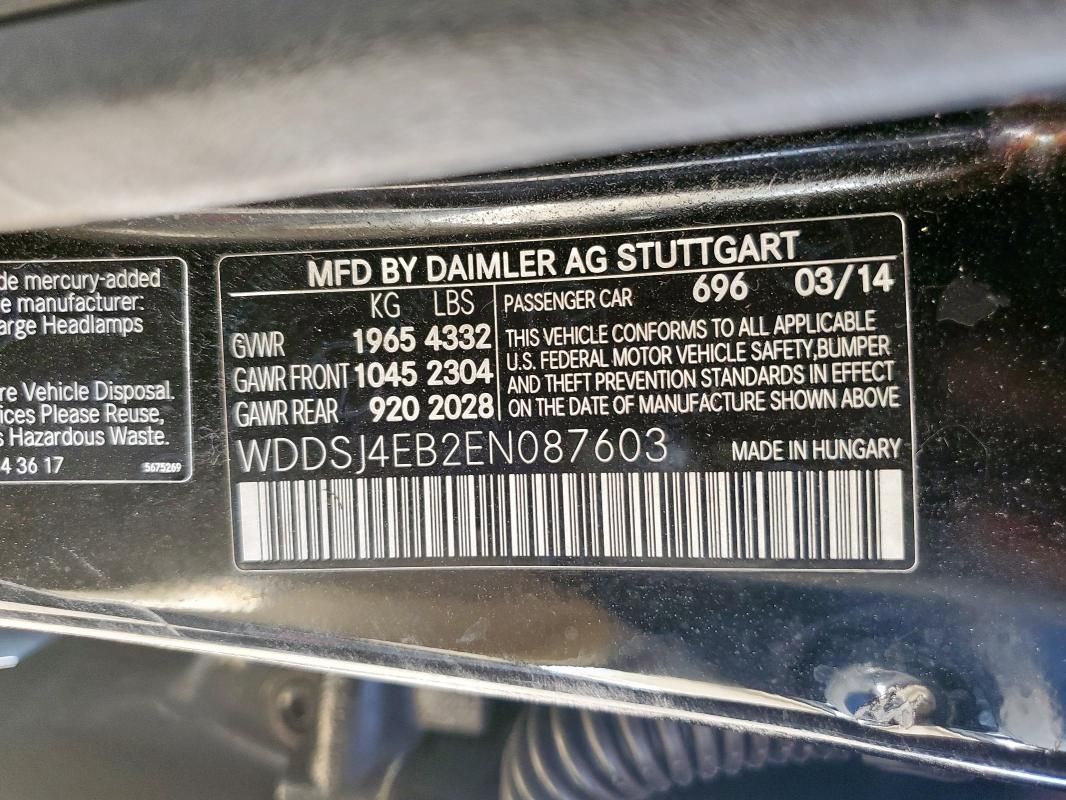 de mercury-added
e manufacturer:
arge Headlamps
re Vehicle Disposal.
ices Please Reuse,
s Hazardous Waste.
4 36 17
5675269
MFD BY DAIMLER AG STUTTGART
KG LBS
GVWR 1965 4332
GAWR FRONT 1045 2304
GAWR REAR 920 2028
PASSENGER CAR 696 03/14
THIS VEHICLE CONFORMS TO ALL APPLICABLE
U.S. FEDERAL MOTOR VEHICLE SAFETY,BUMPER
AND THEFT PREVENTION STANDARDS IN EFFECT
ON THE DATE OF MANUFACTURE SHOWN ABOVE
WDDSJ4EB2EN087603 MADE IN HUNGARY